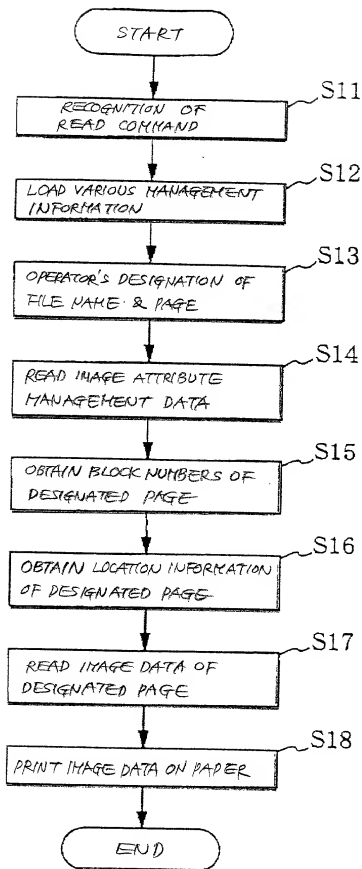 START
S11
RECOGNITION OF
READ COMMAND
S12
LOAD VARIOUS MANAGEMENT
INFORMATION
S13
OPERATOR'S DESIGNATION OF
FILE NAME & PAGE
S14
READ IMAGE ATTRIBUTE
MANAGEMENT DATA
S15
OBTAIN BLOCK NUMBERS OF
DESIGNATED PAGE
S16
OBTAIN LOCATION INFORMATION
OF DESIGNATED PAGE
S17
READ IMAGE DATA OF
DESIGNATED PAGE
S18
PRINT IMAGE DATA ON PAPER
END